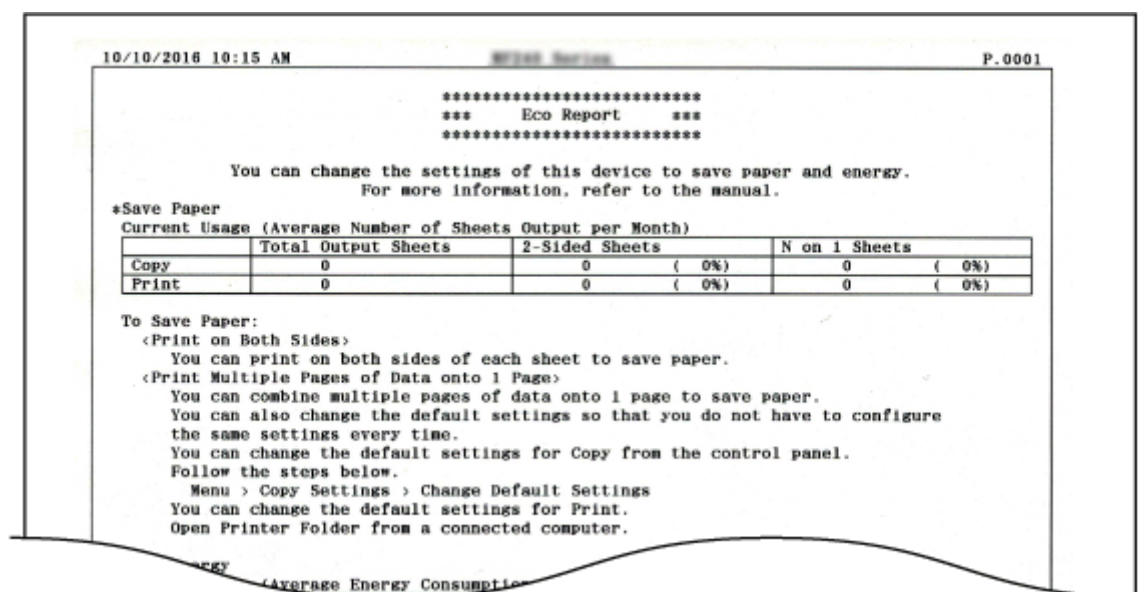 10/10/2016 10:15 AM P.0001
**************************
*** Eco Report ***
**************************
You can change the settings of this device to save paper and energy.
For more information, refer to the manual.
*Save Paper
Current Usage (Average Number of Sheets Output per Month)
Total Output Sheets 2-Sided Sheets N on 1 Sheets
Copy 0 0 ( 0%) 0 ( 0%)
Print 0 0 ( 0%) 0 ( 0%)
To Save Paper:
<Print on Both Sides>
You can print on both sides of each sheet to save paper.
<Print Multiple Pages of Data onto 1 Page>
You can combine multiple pages of data onto 1 page to save paper.
You can also change the default settings so that you do not have to configure
the same settings every time.
You can change the default settings for Copy from the control panel.
Follow the steps below.
Menu > Copy Settings > Change Default Settings
You can change the default settings for Print.
Open Printer Folder from a connected computer.
(Average Energy